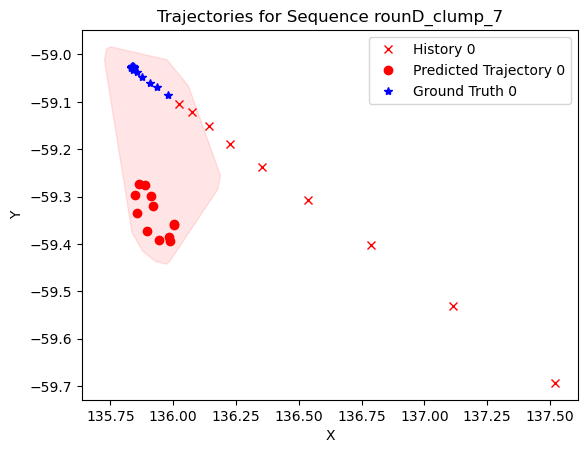 Trajectories for Sequence rounD_clump_7
History 0
Predicted Trajectory 0
Ground Truth 0
Y
−59.0
−59.1
−59.2
−59.3
−59.4
−59.5
−59.6
−59.7
135.75 136.00 136.25 136.50 136.75 137.00 137.25 137.50
X